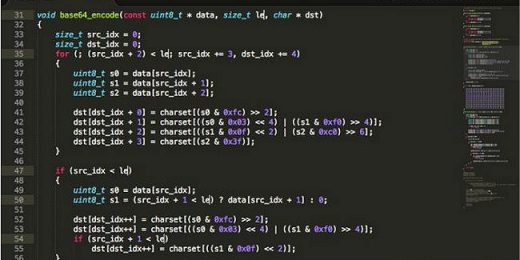 31 void base64_encode(const uint8_t * data, size_t le, char * dst)
32 {
33 size_t src_idx = 0;
34 size_t dst_idx = 0;
35 for (; (src_idx + 2) < le; src_idx += 3, dst_idx += 4)
36 {
37 uint8_t s0 = data[src_idx];
38 uint8_t s1 = data[src_idx + 1];
39 uint8_t s2 = data[src_idx + 2];
40
41 dst[dst_idx + 0] = charset[(s0 & 0xfc) >> 2];
42 dst[dst_idx + 1] = charset[((s0 & 0x03) << 4) | ((s1 & 0xf0) >> 4)];
43 dst[dst_idx + 2] = charset[((s1 & 0x0f) << 2) | (s2 & 0xc0) >> 6];
44 dst[dst_idx + 3] = charset[(s2 & 0x3f)];
45 }
46
47 if (src_idx < le)
48 {
49 uint8_t s0 = data[src_idx];
50 uint8_t s1 = (src_idx + 1 < le) ? data[src_idx + 1] : 0;
51
52 dst[dst_idx++] = charset[(s0 & 0xfc) >> 2];
53 dst[dst_idx++] = charset[((s0 & 0x03) << 4) | ((s1 & 0xf0) >> 4)];
54 if (src_idx + 1 < le)
55 dst[dst_idx++] = charset[((s1 & 0x0f) << 2)];
56